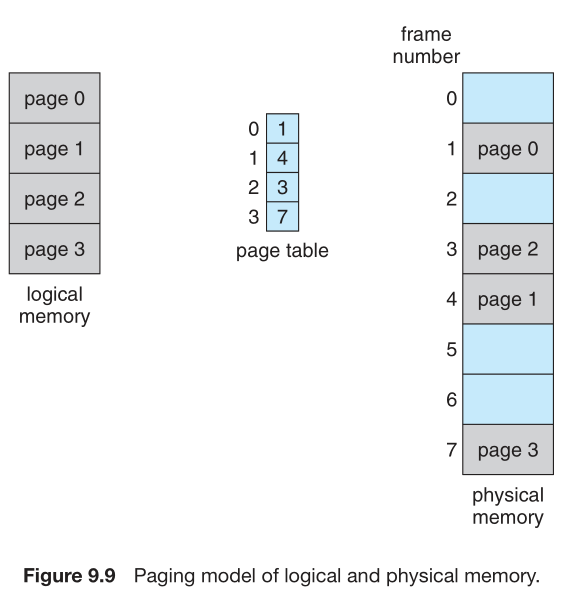 frame
number
page 0
page 1
page 2
page 3
logical
memory
0 1
1 4
2 3
3 7
page table
0
1 page 0
2
3 page 2
4 page 1
5
6
7 page 3
physical
memory
Figure 9.9 Paging model of logical and physical memory.